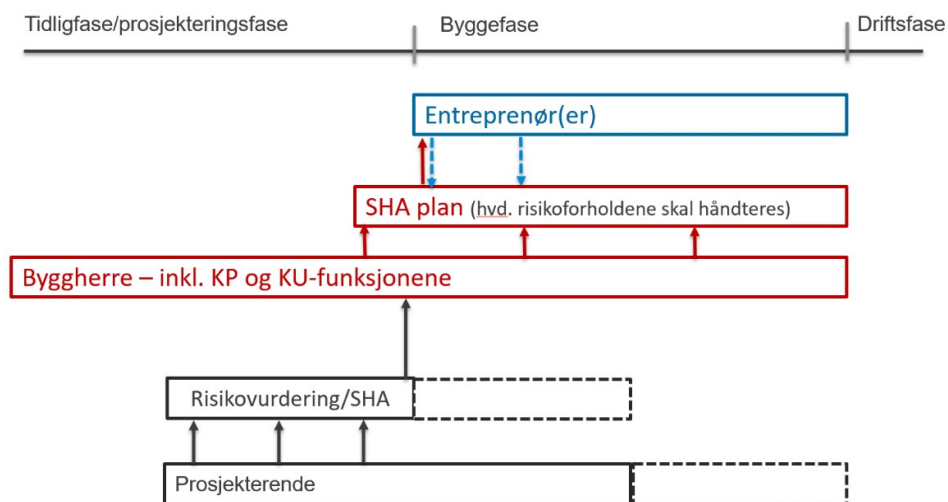 Tidligfase/prosjekteringsfase
Byggefase
Driftsfase
Entreprenør(er)
SHA plan (hvd. risikoforholdene skal håndteres)
Byggherre – inkl. KP og KU-funksjonene
Risikovurdering/SHA
Prosjekterende